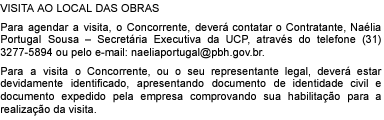 VISITA AO LOCAL DAS OBRAS
Para agendar a visita, o Concorrente, deverá contatar o Contratante, Naélia
Portugal Sousa – Secretária Executiva da UCP, através do telefone (31)
3277-5894 ou pelo e-mail: naeliaportugal@pbh.gov.br.
Para a visita o Concorrente, ou o seu representante legal, deverá estar
devidamente identificado, apresentando documento de identidade civil e
documento expedido pela empresa comprovando sua habilitação para a
realização da visita.